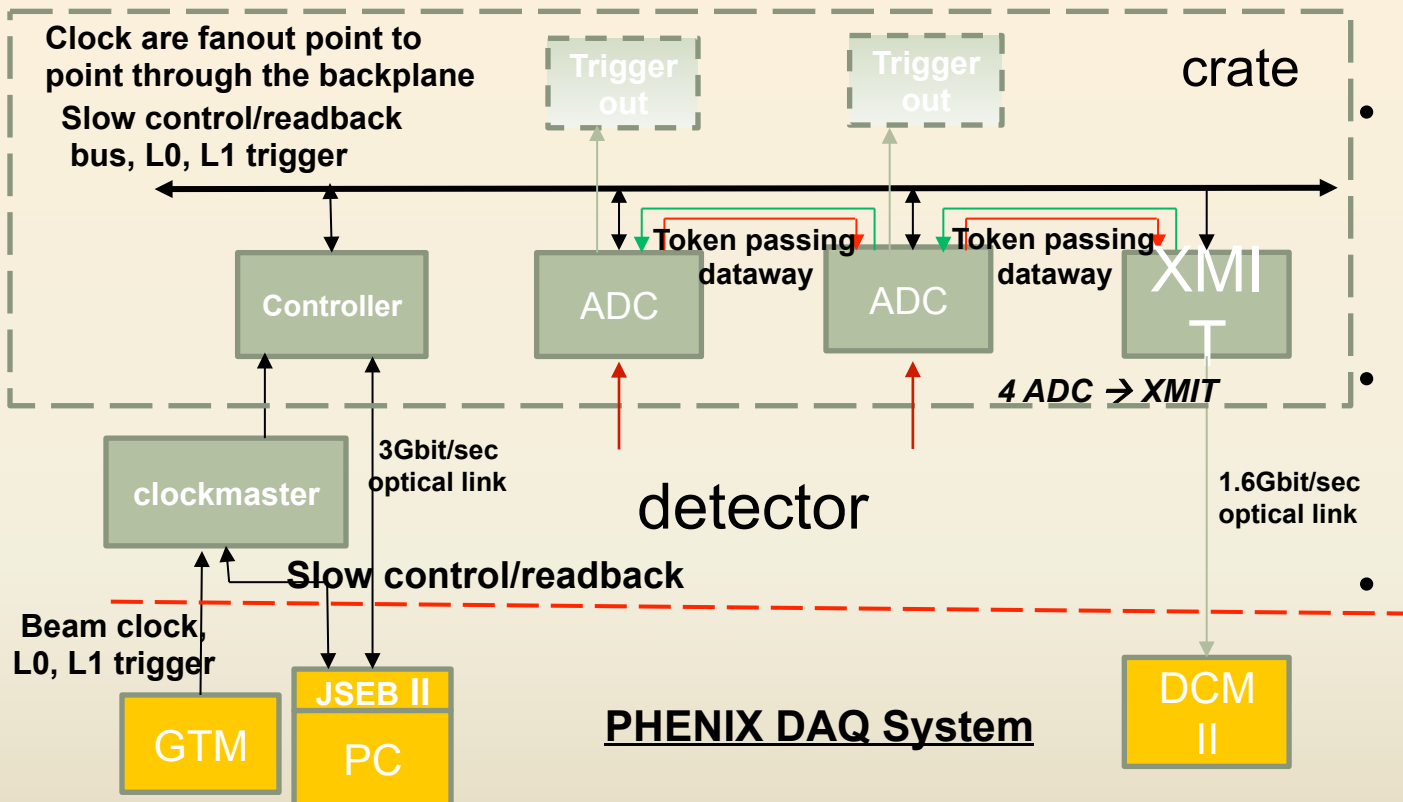 Clock are fanout point to
point through the backplane
Slow control/readback
bus, L0, L1 trigger
Trigger
out
Trigger
out
crate
•
Token passing
dataway
Token passing
dataway
Controller
ADC
ADC
XMI
T
4 ADC → XMIT
•
clockmaster
3Gbit/sec
optical link
detector
1.6Gbit/sec
optical link
Slow control/readback
•
Beam clock,
L0, L1 trigger
GTM
JSEB II
PC
PHENIX DAQ System
DCM
II